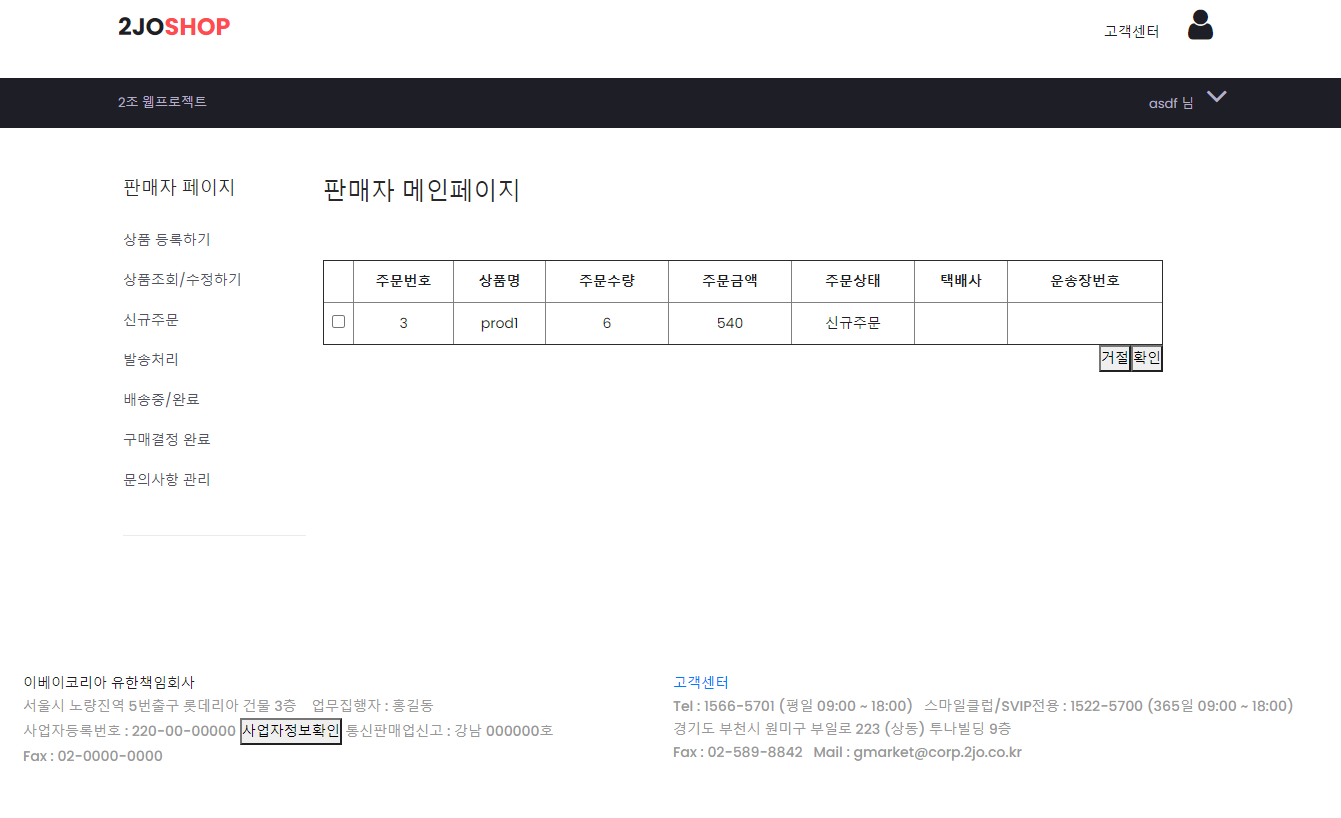 2JOSHOP
고객센터
2조 웹프로젝트
asdf 님
판매자 페이지
상품 등록하기
상품조회/수정하기
신규주문
발송처리
배송중/완료
구매결정 완료
문의사항 관리
판매자 메인페이지
주문번호 상품명 주문수량 주문금액 주문상태 택배사 운송장번호
3 prod1 6 540 신규주문
거절 확인
이베이코리아 유한책임회사
서울시 노량진역 5번출구 롯데리아 건물 3층 업무집행자 : 홍길동
사업자등록번호 : 220-00-00000 사업자정보확인 통신판매업신고 : 강남 000000호
Fax : 02-0000-0000
고객센터
Tel : 1566-5701 (평일 09:00 ~ 18:00) 스마일클럽/SVIP전용 : 1522-5700 (365일 09:00 ~ 18:00)
경기도 부천시 원미구 부일로 223 (상동) 투나빌딩 9층
Fax : 02-589-8842 Mail : gmarket@corp.2jo.co.kr